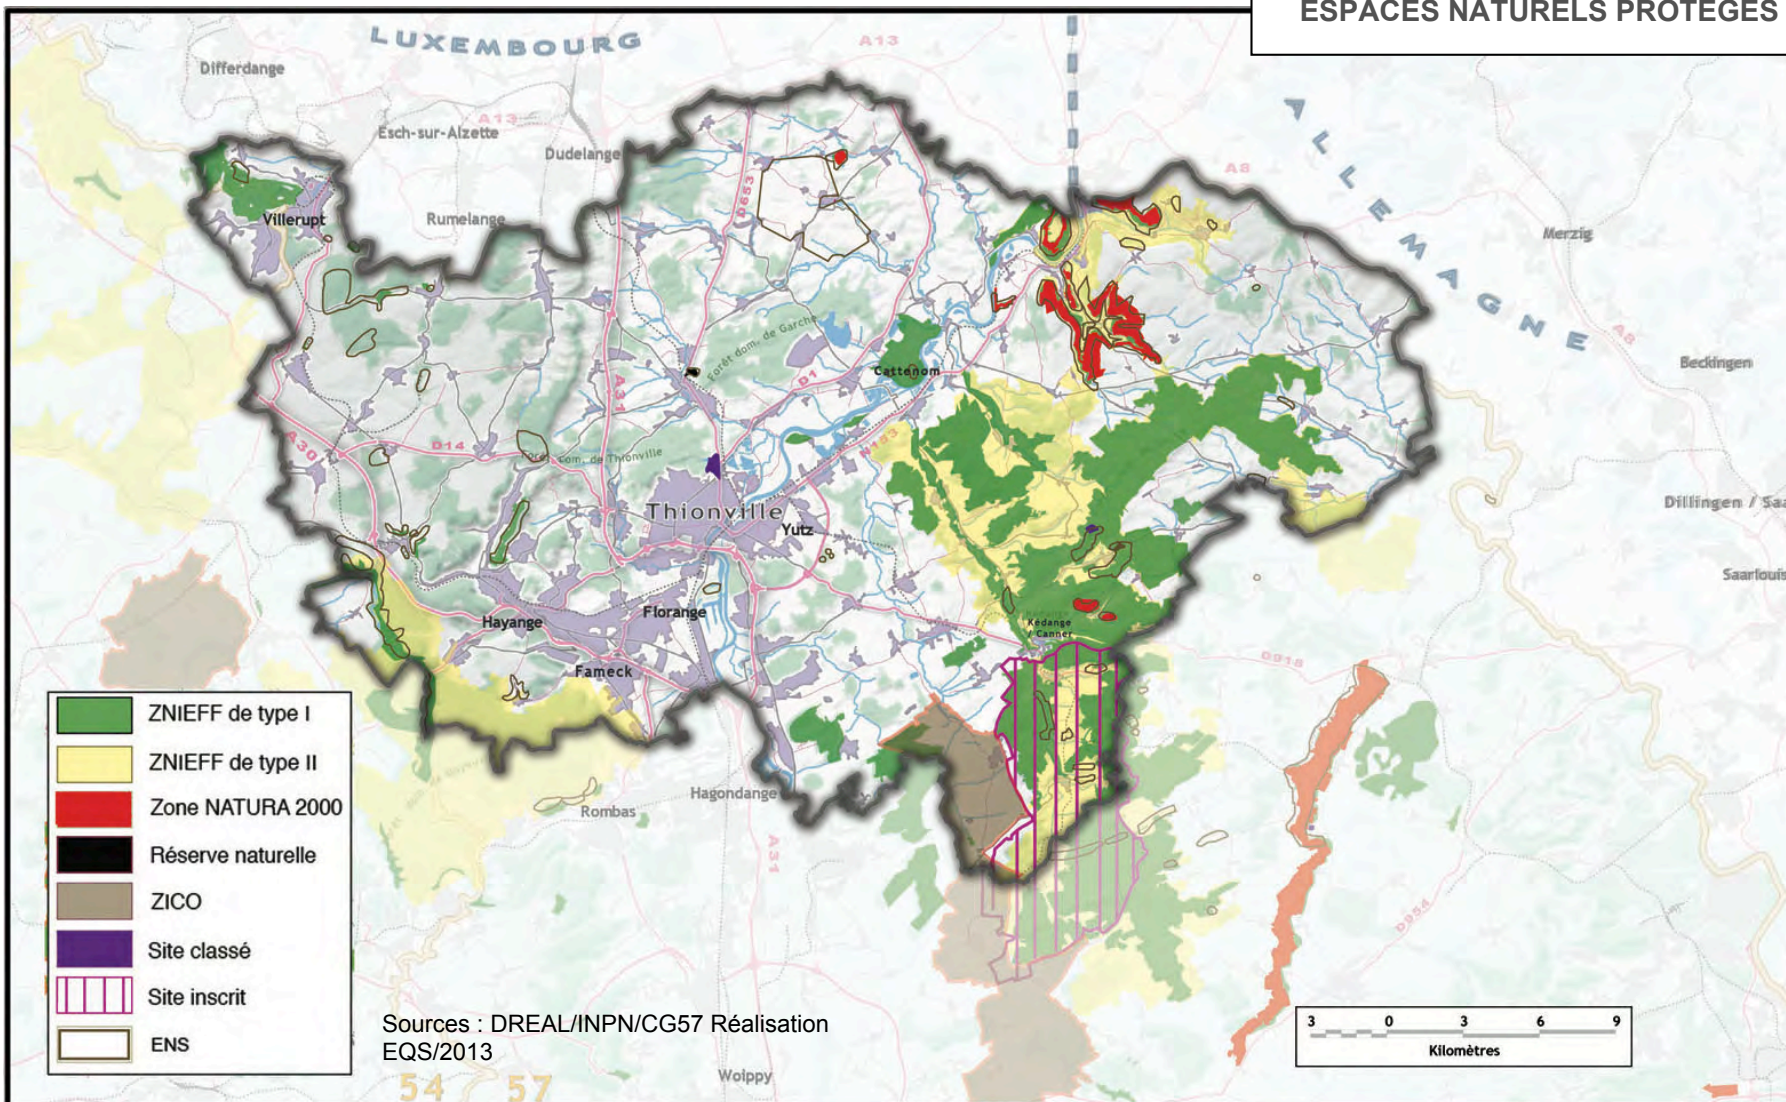 ESPACES NATURELS PROTEGES
LUXEMBOURG
A13
Differdange
ALLEMAGNE
Esch-sur-Alzette
A13
Dudelange
A8
D653
Villerupt
Rumelange
Merzig
Forêt dom. de Garche
A8
Beckingen
D1
Cattenom
A31
A30
D14
N153
Forêt dom. de Thionville
Thionville
Yutz
Dillingen / Saa
Saarlouis
Florange
Hayange
Kédange
/ Canner
D918
Fameck
ZNIEFF de type I
ZNIEFF de type II
Zone NATURA 2000
Réserve naturelle
ZICO
Site classé
Site inscrit
ENS
Hagondange
Rombas
A31
D954
Sources : DREAL/INPN/CG57 Réalisation
EQS/2013
3 0 3 6 9
Kilomètres
Woippy
54 57